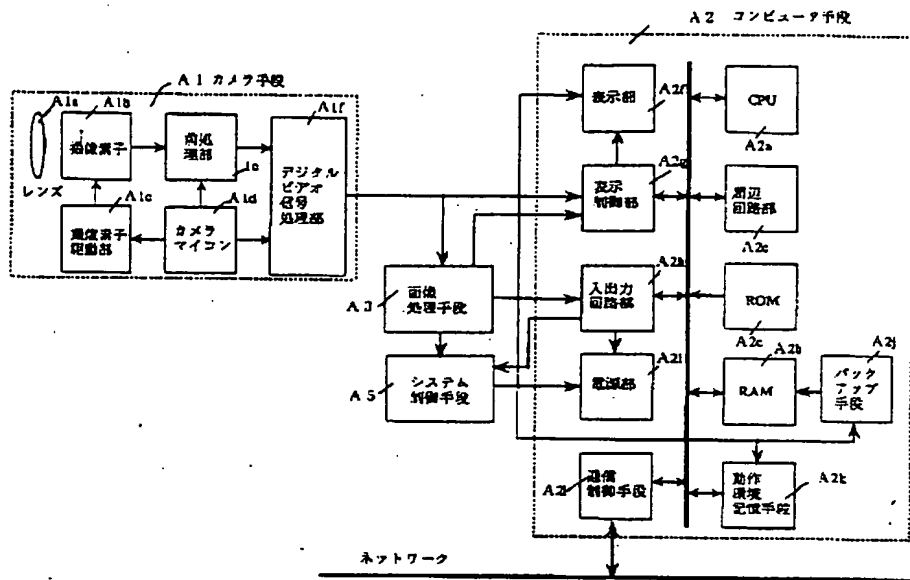 A2 コンピュータ手段
A1 カメラ手段
A1a
A1b
A1f
撮像素子
前処
理部
レンズ
A1c
A1d
デジタル
ビデオ
信号
処理部
撮像素子
駆動部
カメラ
マイコン
表示部
A2f
CPU
A2a
表示
制御部
周辺
回路部
A3
画像
処理手段
入出力
回路部
A2h
ROM
A2c
A5
システム
制御手段
電源部
A2i
RAM
A2b
バック
アップ
手段
A2j
通信
制御手段
動作
環境
記憶手段
A2k
ネットワーク